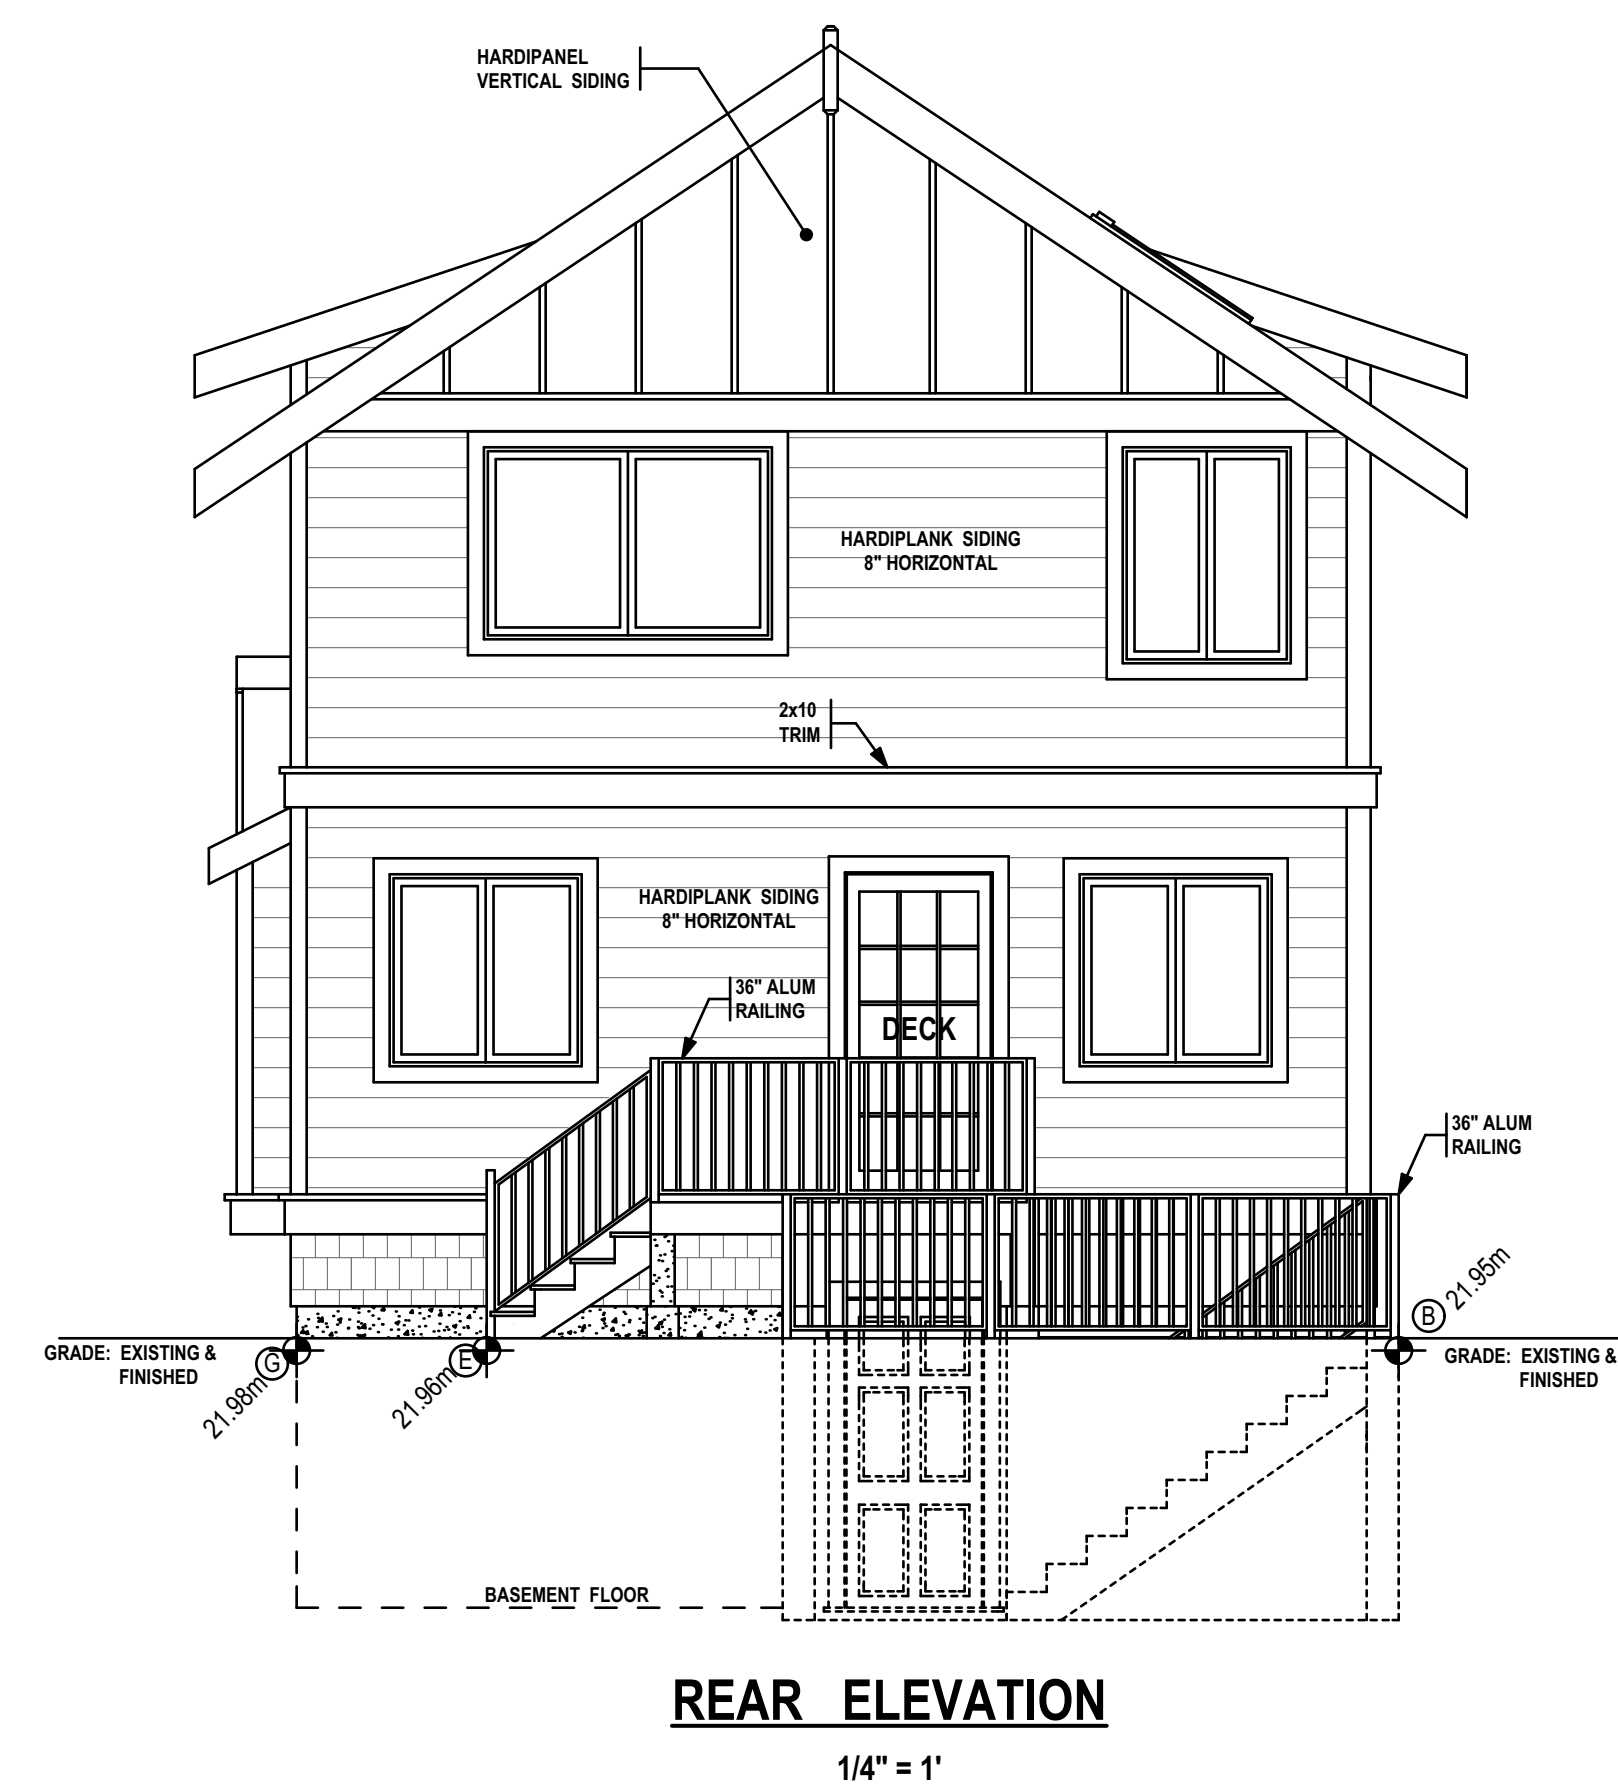 HARDIPANEL
VERTICAL SIDING
HARDIPLANK SIDING
8" HORIZONTAL
2x10
TRIM
HARDIPLANK SIDING
8" HORIZONTAL
36" ALUM
RAILING
DECK
36" ALUM
RAILING
B 21.95m
GRADE: EXISTING &
FINISHED
G
21.98m
E
21.96m
GRADE: EXISTING &
FINISHED
BASEMENT FLOOR
REAR ELEVATION
1/4" = 1'